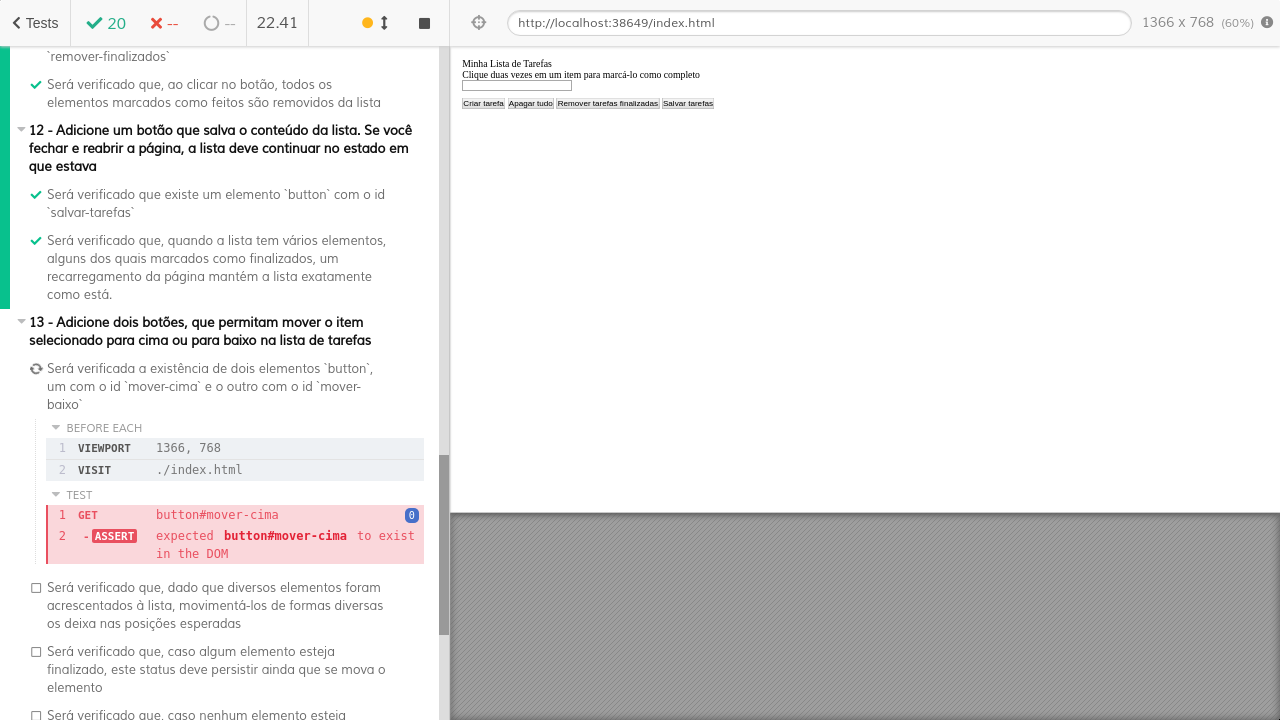 Tests
20
--
--
22.41
http://localhost:38649/index.html
1366 x 768 (60%)
`remover-finalizados`
Será verificado que, ao clicar no botão, todos os
elementos marcados como feitos são removidos da lista
12 - Adicione um botão que salva o conteúdo da lista. Se você
fechar e reabrir a página, a lista deve continuar no estado em
que estava
Será verificado que existe um elemento `button` com o id
`salvar-tarefas`
Será verificado que, quando a lista tem vários elementos,
alguns dos quais marcados como finalizados, um
recarregamento da página mantém a lista exatamente
como está.
13 - Adicione dois botões, que permitam mover o item
selecionado para cima ou para baixo na lista de tarefas
Será verificada a existência de dois elementos `button`,
um com o id `mover-cima` e o outro com o id `mover-
baixo`
BEFORE EACH
1 VIEWPORT 1366, 768
2 VISIT ./index.html
TEST
1 GET button#mover-cima 0
2 -ASSERT expected button#mover-cima to exist
in the DOM
Será verificado que, dado que diversos elementos foram
acrescentados à lista, movimentá-los de formas diversas
os deixa nas posições esperadas
Será verificado que, caso algum elemento esteja
finalizado, este status deve persistir ainda que se mova o
elemento
Será verificado que, caso nenhum elemento esteja
Minha Lista de Tarefas
Clique duas vezes em um item para marcá-lo como completo
Criar tarefa Apagar tudo Remover tarefas finalizadas Salvar tarefas